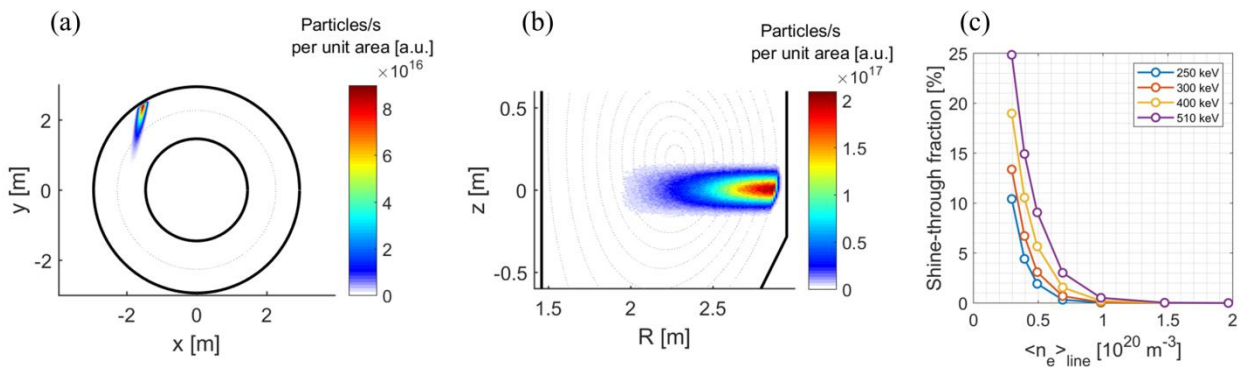 (a)
Particles/s
per unit area [a.u.]
×10^16
8
6
4
2
0
2
0
-2
y [m]
-2
0
2
x [m]
(b)
Particles/s
per unit area [a.u.]
×10^17
2
1.5
1
0.5
0
0.5
0
-0.5
z [m]
1.5
2
2.5
R [m]
(c)
25
20
15
10
5
0
Shine-through fraction [%]
250 keV
300 keV
400 keV
510 keV
0
0.5
1
1.5
2
<n_e>_line [10^20 m^-3]